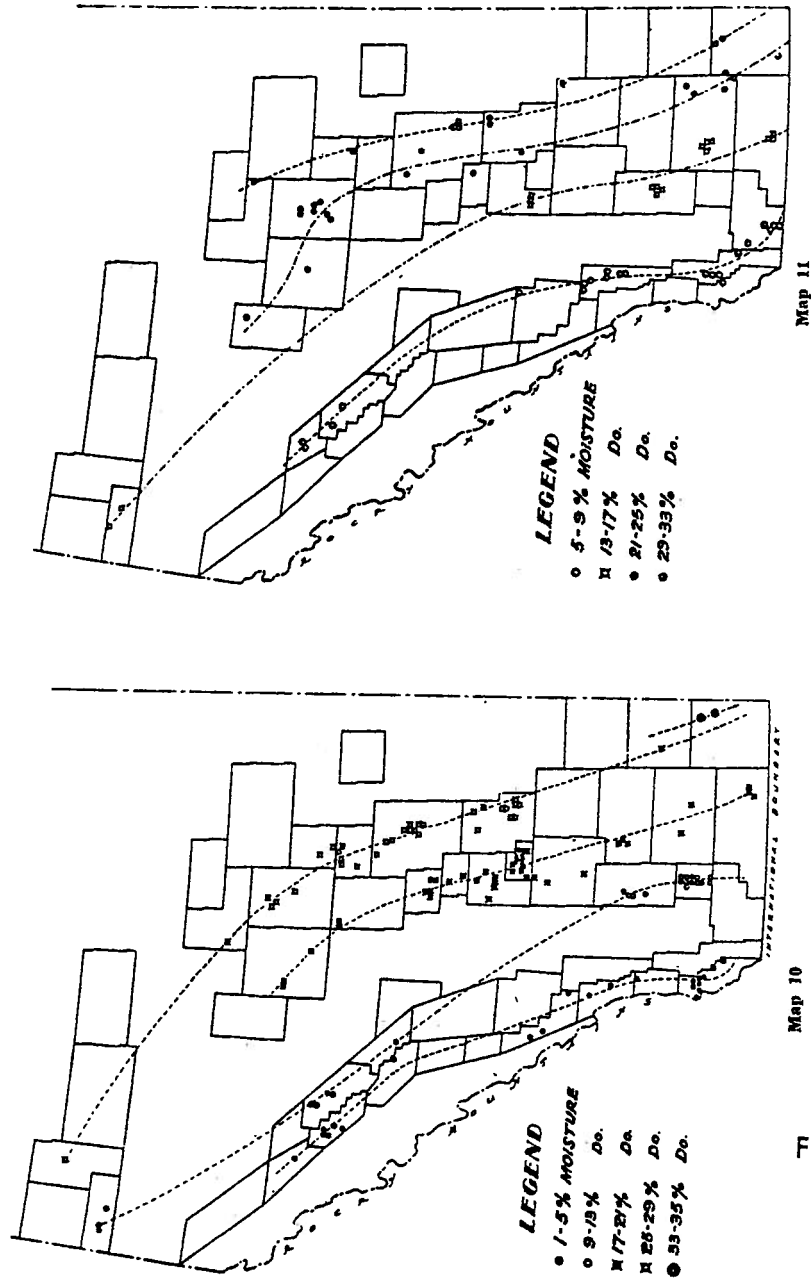 LEGEND
5-9% MOISTURE
13-17% Do.
21-25% Do.
29-33% Do.
Map 11
LEGEND
1-5% MOISTURE
9-13% Do.
17-21% Do.
25-29% Do.
33-35% Do.
INTERNATIONAL BOUNDARY
Map 10
F